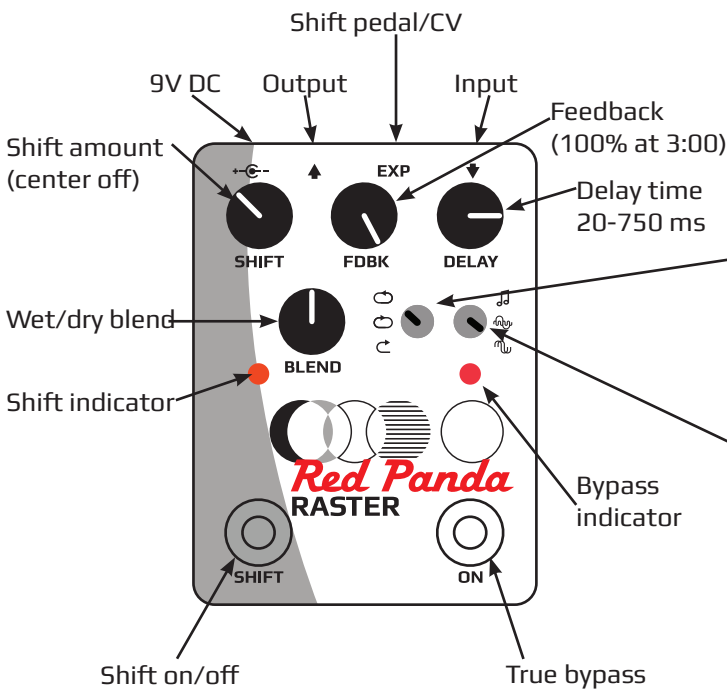 Shift pedal/CV
9V DC
Output
Input
Feedback
(100% at 3:00)
Shift amount
(center off)
Delay time
20-750 ms
+ -
EXP
SHIFT
FDBK
DELAY
Wet/dry blend
BLEND
Shift indicator
Red Panda
RASTER
Bypass
indicator
SHIFT
ON
Shift on/off
True bypass